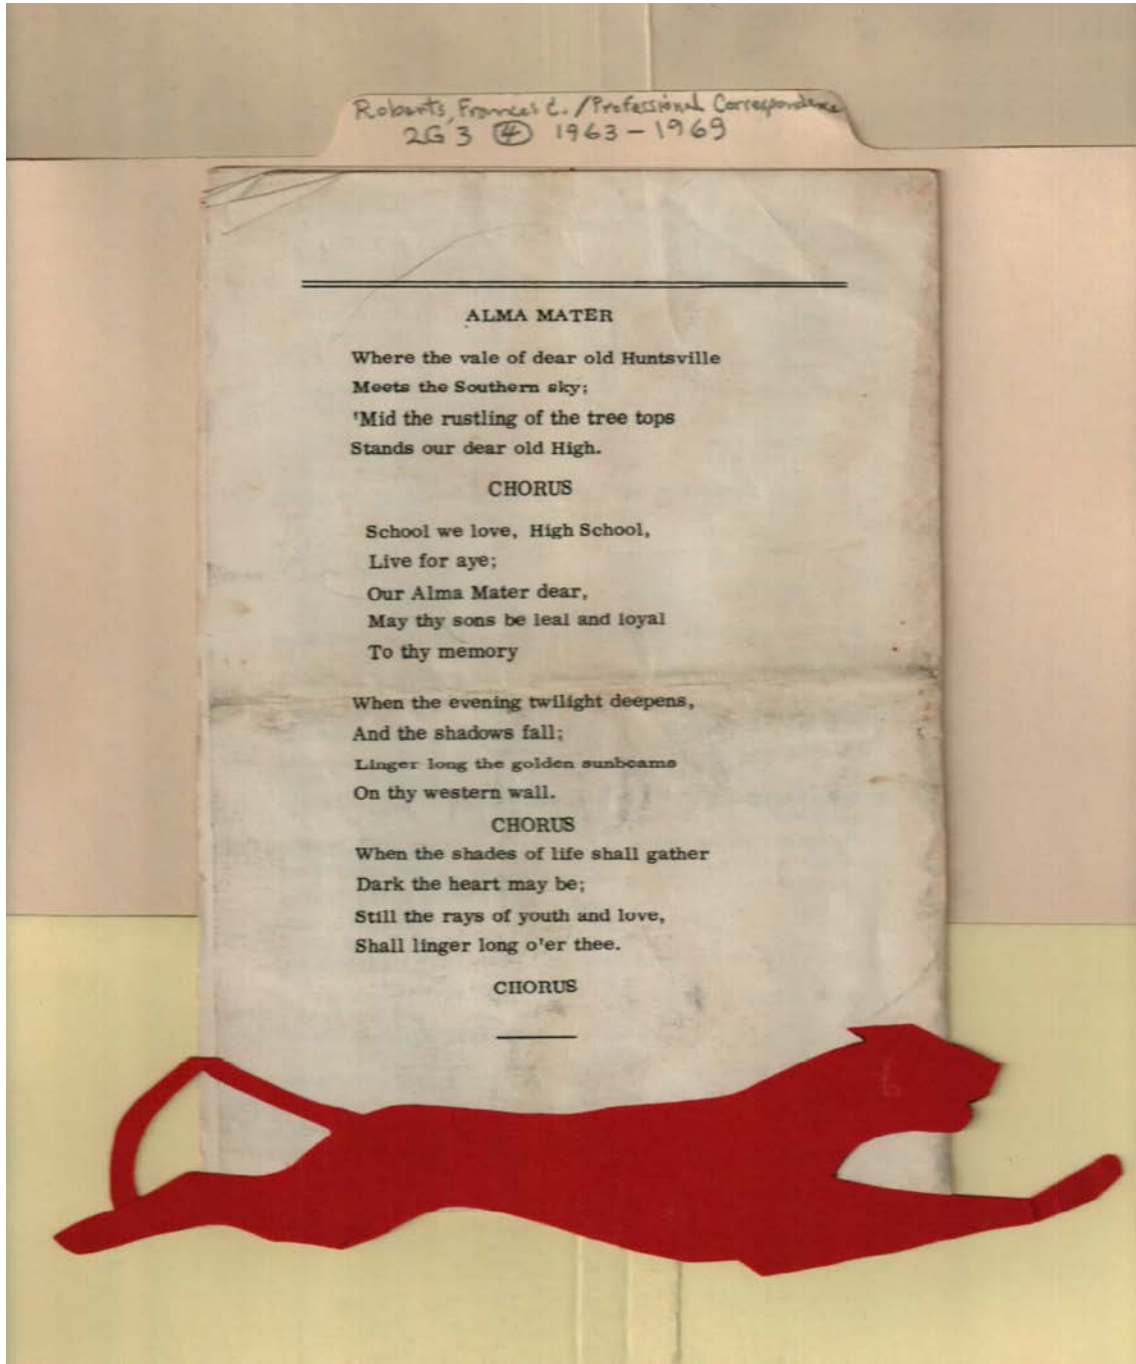 Roberts, Frances C. /Professional Correspondence
2G 3 ④ 1963-1969
ALMA MATER
Where the vale of dear old Huntsville
Meets the Southern sky;
'Mid the rustling of the tree tops
Stands our dear old High.
CHORUS
School we love, High School,
Live for aye;
Our Alma Mater dear,
May thy sons be leal and loyal
To thy memory
When the evening twilight deepens,
And the shadows fall;
Linger long the golden sunbeams
On thy western wall.
CHORUS
When the shades of life shall gather
Dark the heart may be;
Still the rays of youth and love,
Shall linger long o'er thee.
CHORUS